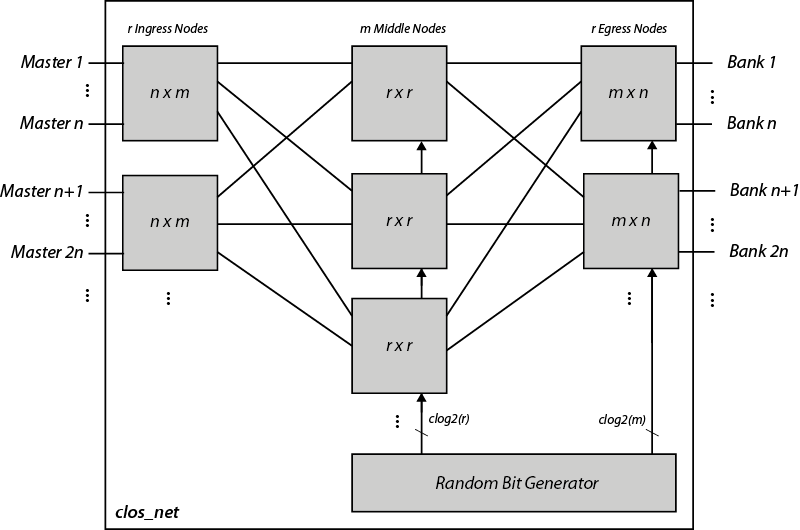 r Ingress Nodes
m Middle Nodes
r Egress Nodes
Master 1
n x m
r x r
m x n
Bank 1
Master n
Bank n
Master n+1
n x m
r x r
m x n
Bank n+1
Master 2n
Bank 2n
r x r
clog2(r)
clog2(m)
Random Bit Generator
clos_net